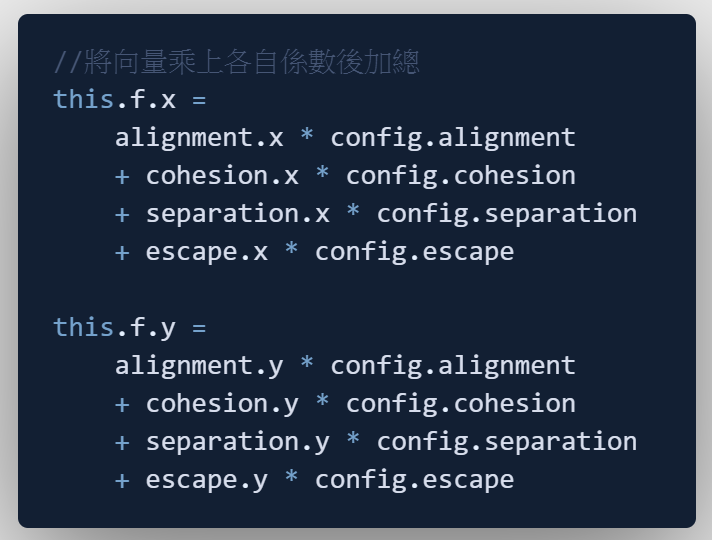 //將向量乘上各自係數後加總
this.f.x =
alignment.x * config.alignment
+ cohesion.x * config.cohesion
+ separation.x * config.separation
+ escape.x * config.escape
this.f.y =
alignment.y * config.alignment
+ cohesion.y * config.cohesion
+ separation.y * config.separation
+ escape.y * config.escape